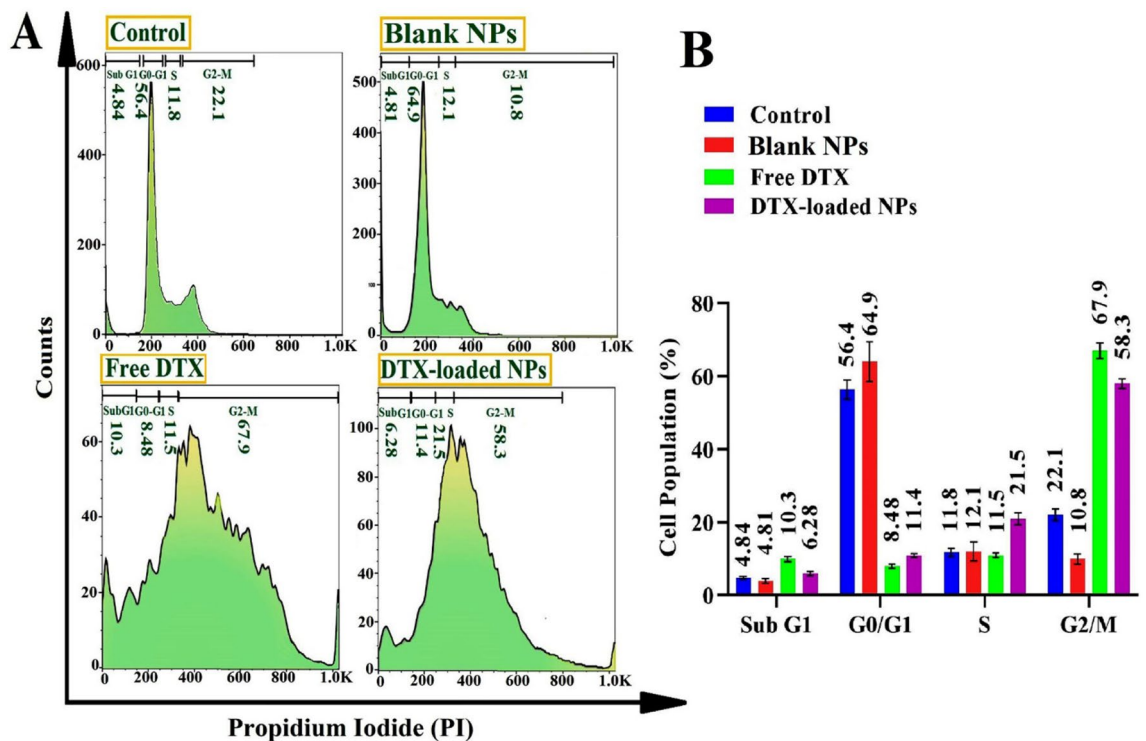 A
Control
Sub G1 G0-G1 S G2-M
4.84 56.4 11.8 22.1
600
400
200
0
0 200 400 600 800 1.0K
Blank NPs
SubG1 G0-G1 S G2-M
4.81 64.9 12.1 10.8
500
400
300
200
100
0
0 200 400 600 800 1.0K
Free DTX
SubG1 G0-G1 S G2-M
10.3 8.48 11.5 67.9
60
40
20
0
0 200 400 600 800 1.0K
DTX-loaded NPs
SubG1 G0-G1 S G2-M
6.28 11.4 21.5 58.3
100
80
60
40
20
0
0 200 400 600 800 1.0K
Counts
Propidium Iodide (PI)
B
Control
Blank NPs
Free DTX
DTX-loaded NPs
Cell Population (%)
80
60
40
20
0
4.84 4.81 10.3 6.28
56.4 64.9 8.48 11.4
11.8 12.1 11.5 21.5
22.1 10.8 67.9 58.3
Sub G1 G0/G1 S G2/M